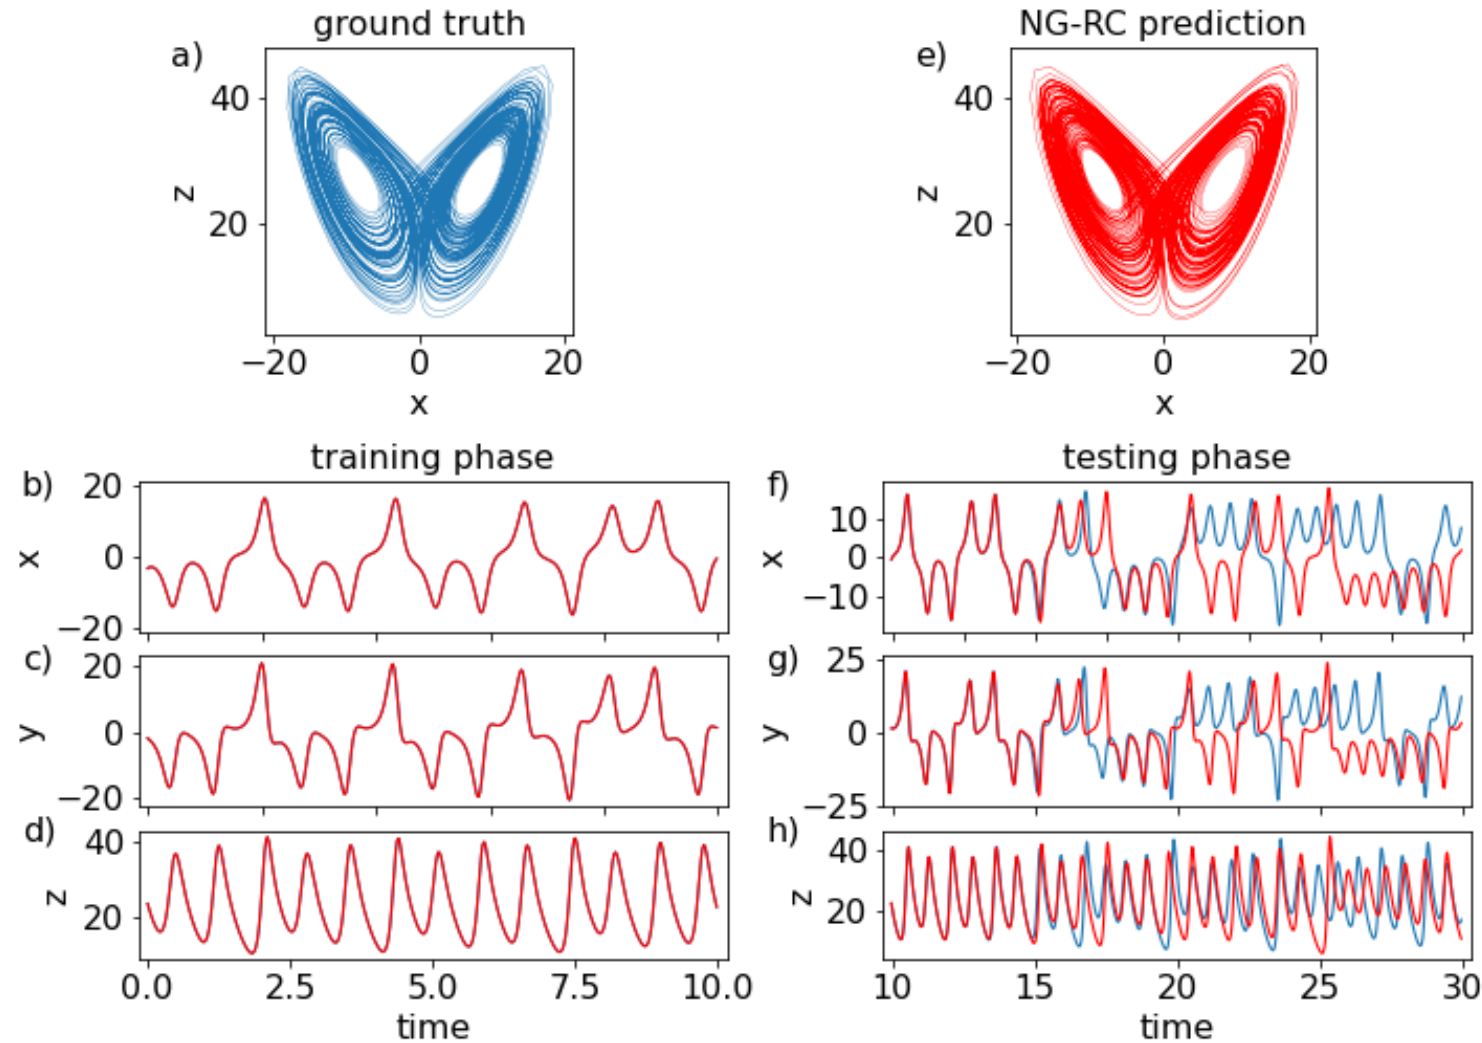 ground truth
a)
40
20
z
−20 0 20
x
NG-RC prediction
e)
40
20
z
−20 0 20
x
training phase
b)
20
0
−20
x
c)
20
0
−20
y
d)
40
20
z
0.0 2.5 5.0 7.5 10.0
time
testing phase
f)
10
0
−10
x
g)
25
0
−25
y
h)
40
20
z
10 15 20 25 30
time